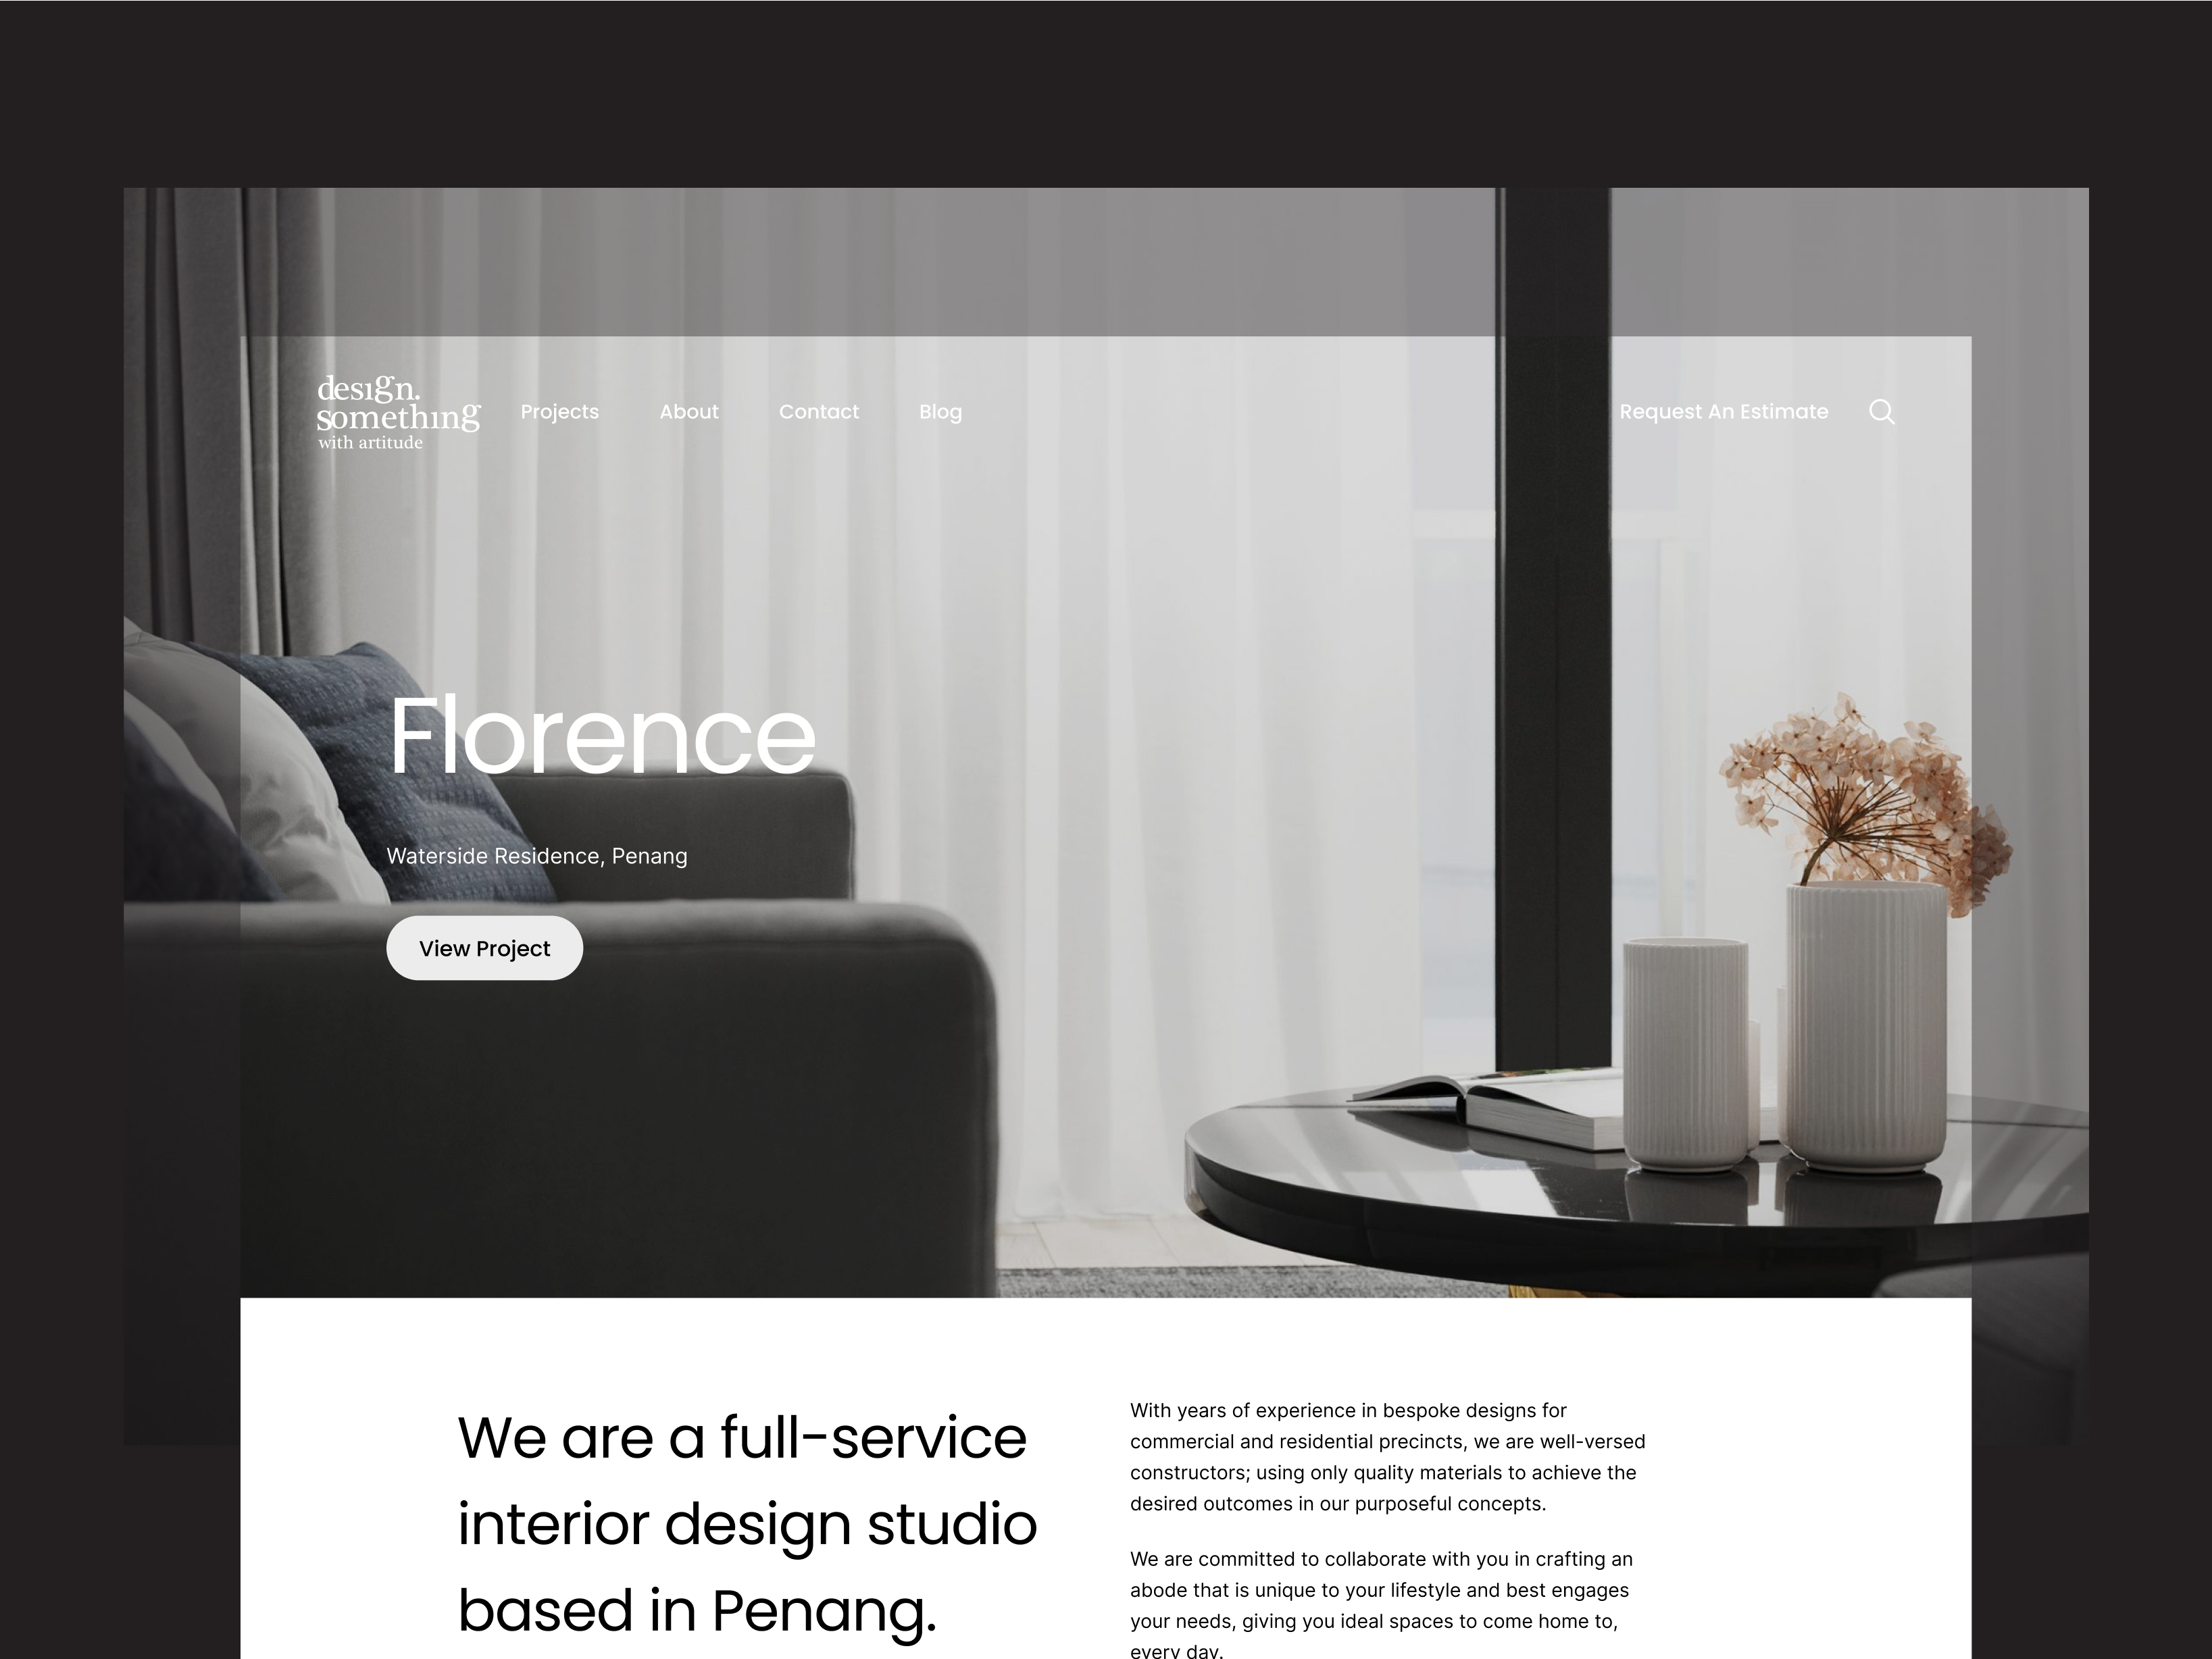 design.
something
with artitude
Projects
About
Contact
Blog
Request An Estimate
Florence
Waterside Residence, Penang
View Project
We are a full-service
interior design studio
based in Penang.
With years of experience in bespoke designs for
commercial and residential precincts, we are well-versed
constructors; using only quality materials to achieve the
desired outcomes in our purposeful concepts.
We are committed to collaborate with you in crafting an
abode that is unique to your lifestyle and best engages
your needs, giving you ideal spaces to come home to,
every day.